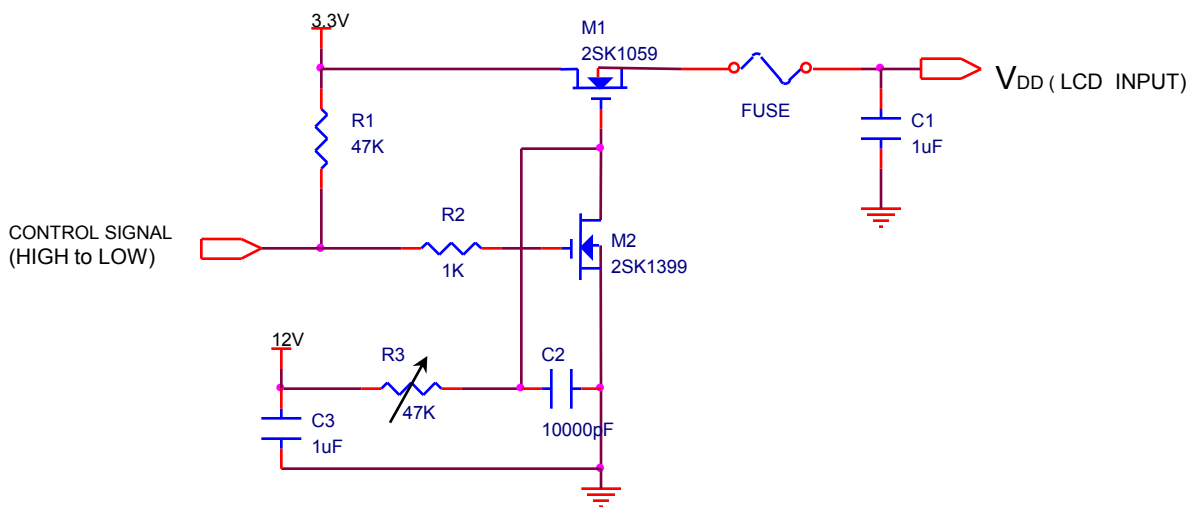 3.3V
M1
2SK1059
FUSE
VDD ( LCD INPUT)
R1
47K
C1
1uF
CONTROL SIGNAL
(HIGH to LOW)
R2
1K
M2
2SK1399
12V
R3
47K
C2
10000pF
C3
1uF